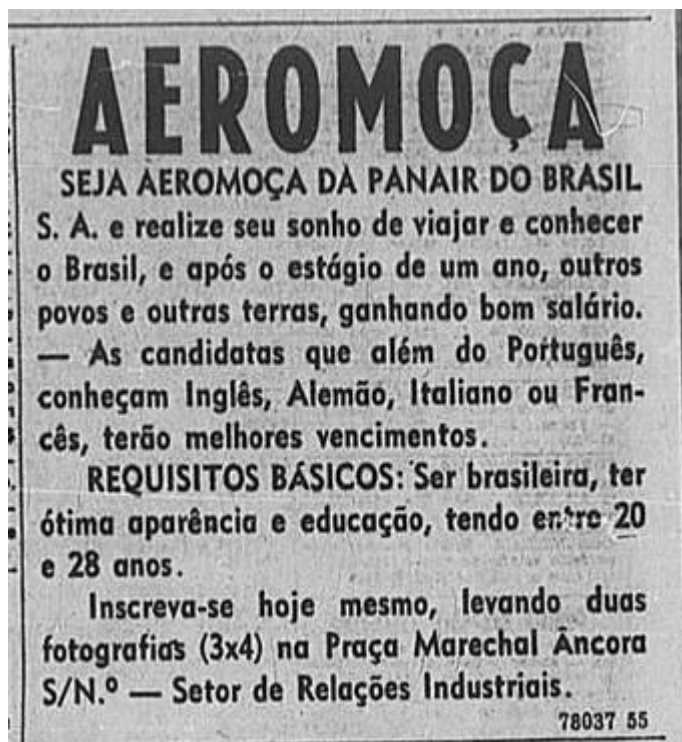 AEROMOÇA
SEJA AEROMOÇA DA PANAIR DO BRASIL
S. A. e realize seu sonho de viajar e conhecer
o Brasil, e após o estágio de um ano, outros
povos e outras terras, ganhando bom salário.
— As candidatas que além do Português,
conheçam Inglês, Alemão, Italiano ou Fran-
cês, terão melhores vencimentos.
REQUISITOS BÁSICOS: Ser brasileira, ter
ótima aparência e educação, tendo entre 20
e 28 anos.
Inscreva-se hoje mesmo, levando duas
fotografias (3x4) na Praça Marechal Âncora
S/N.º — Setor de Relações Industriais.
78037 55